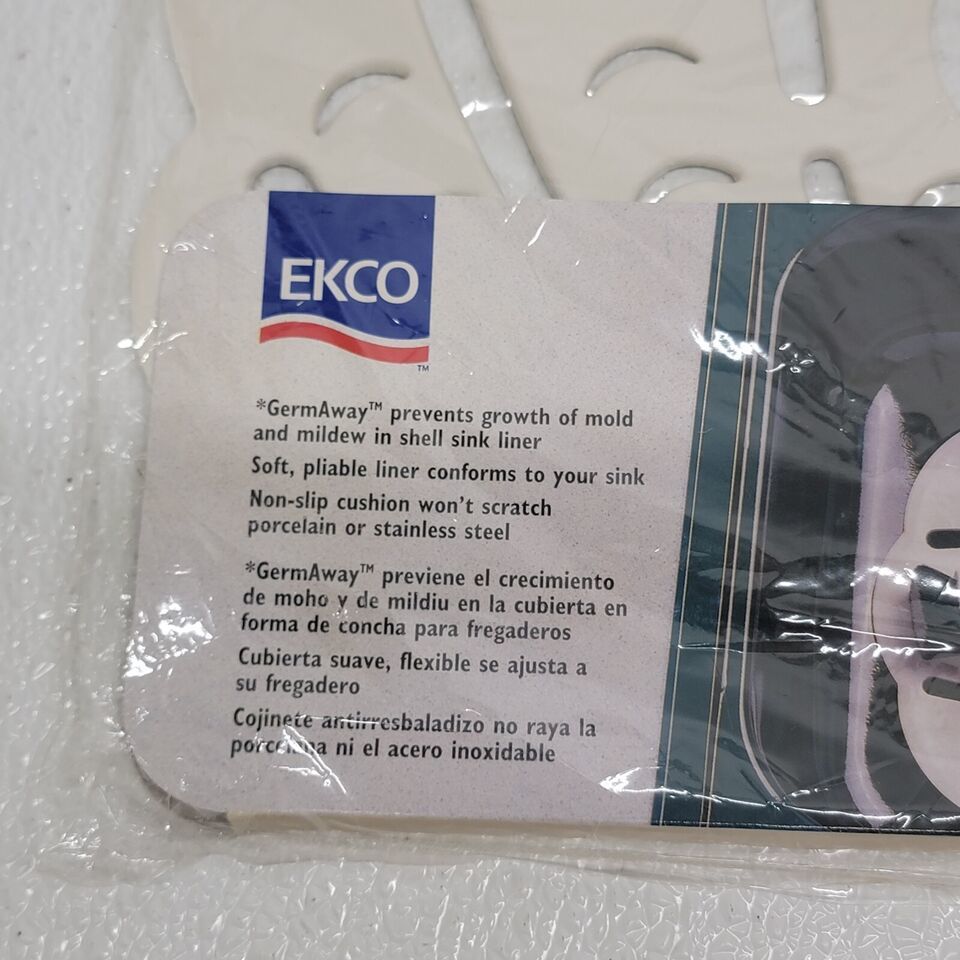 EKCO
TM
*GermAway™ prevents growth of mold
and mildew in shell sink liner
Soft, pliable liner conforms to your sink
Non-slip cushion won't scratch
porcelain or stainless steel
*GermAway™ previene el crecimiento
de moho y de mildiu en la cubierta en
forma de concha para fregaderos
Cubierta suave, flexible se ajusta a
su fregadero
Cojinete antirresbaladizo no raya la
porcelana ni el acero inoxidable